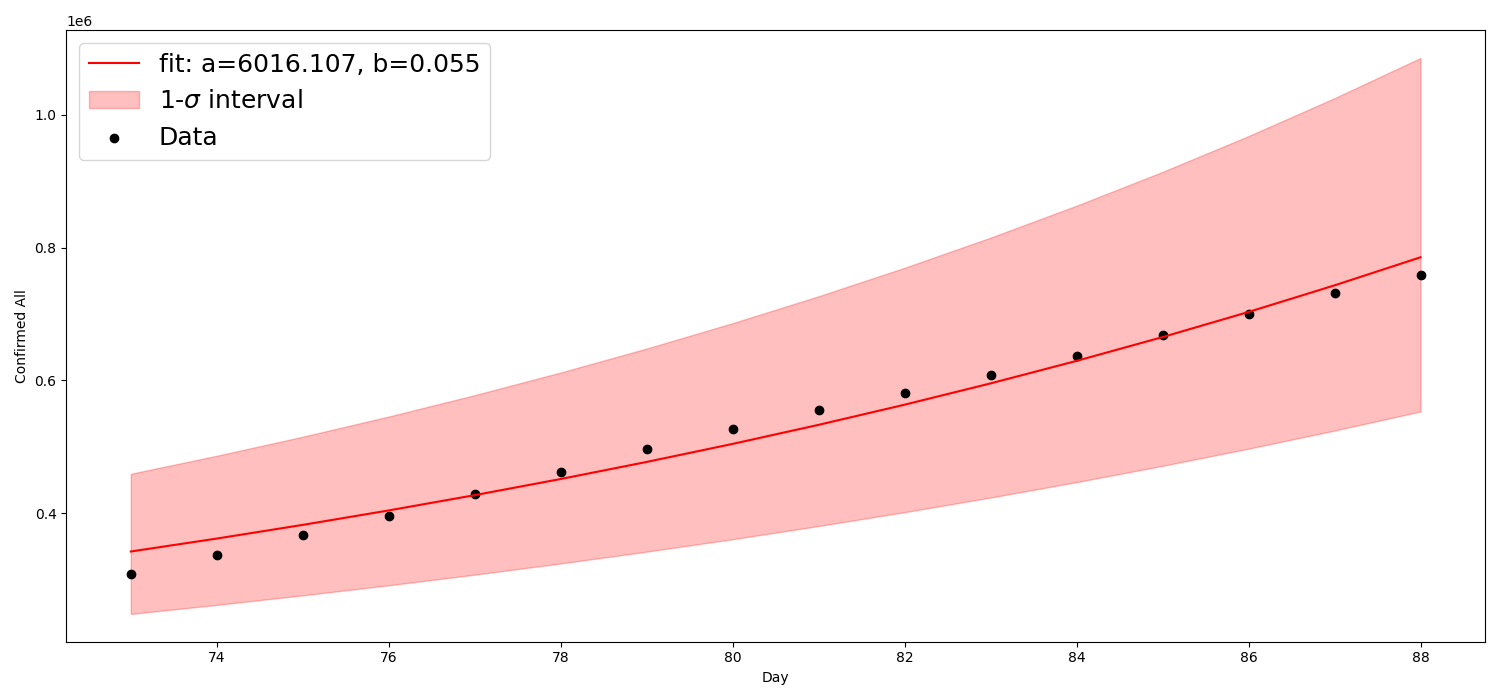 1e6
fit: a=6016.107, b=0.055
1-σ interval
Data
1.0
0.8
0.6
0.4
Confirmed All
74 76 78 80 82 84 86 88
Day